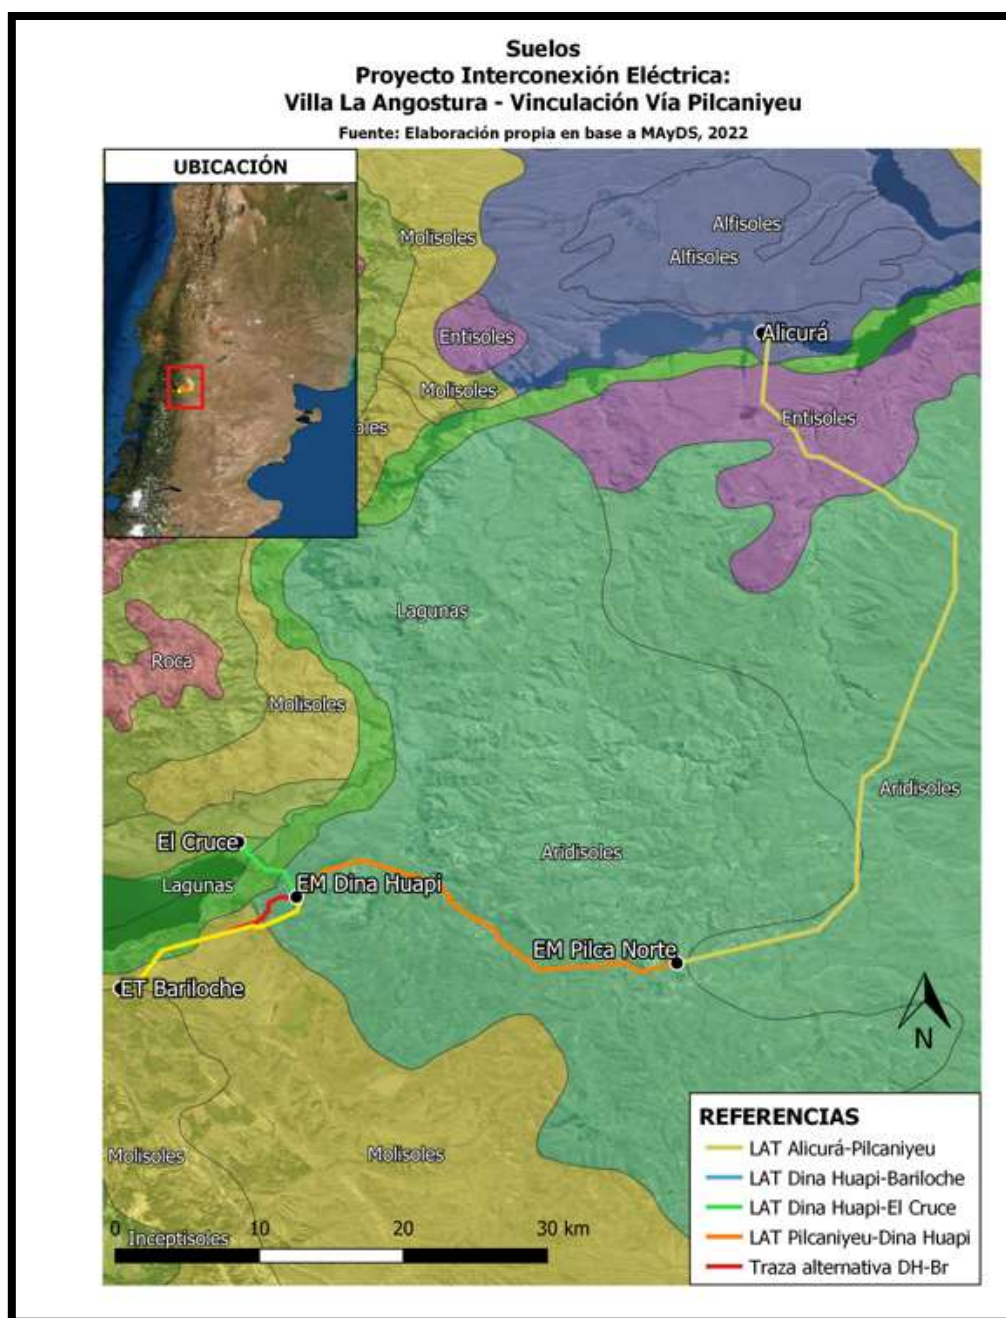 Suelos
Proyecto Interconexión Eléctrica:
Villa La Angostura - Vinculación Vía Pilcaniyeu
Fuente: Elaboración propia en base a MAyDS, 2022
UBICACIÓN
Alfisoles
Molisoles
Alfisoles
Alicurá
Entisoles
Molisoles
Entisoles
Lagunas
Roca
Molisoles
Aridisoles
El Cruce
Aridisoles
Lagunas
EM Dina Huapi
EM Pilca Norte
ET Bariloche
N
Molisoles
Molisoles
Inceptisoles
0 10 20 30 km
REFERENCIAS
LAT Alicurá-Pilcaniyeu
LAT Dina Huapi-Bariloche
LAT Dina Huapi-El Cruce
LAT Pilcaniyeu-Dina Huapi
Traza alternativa DH-Br